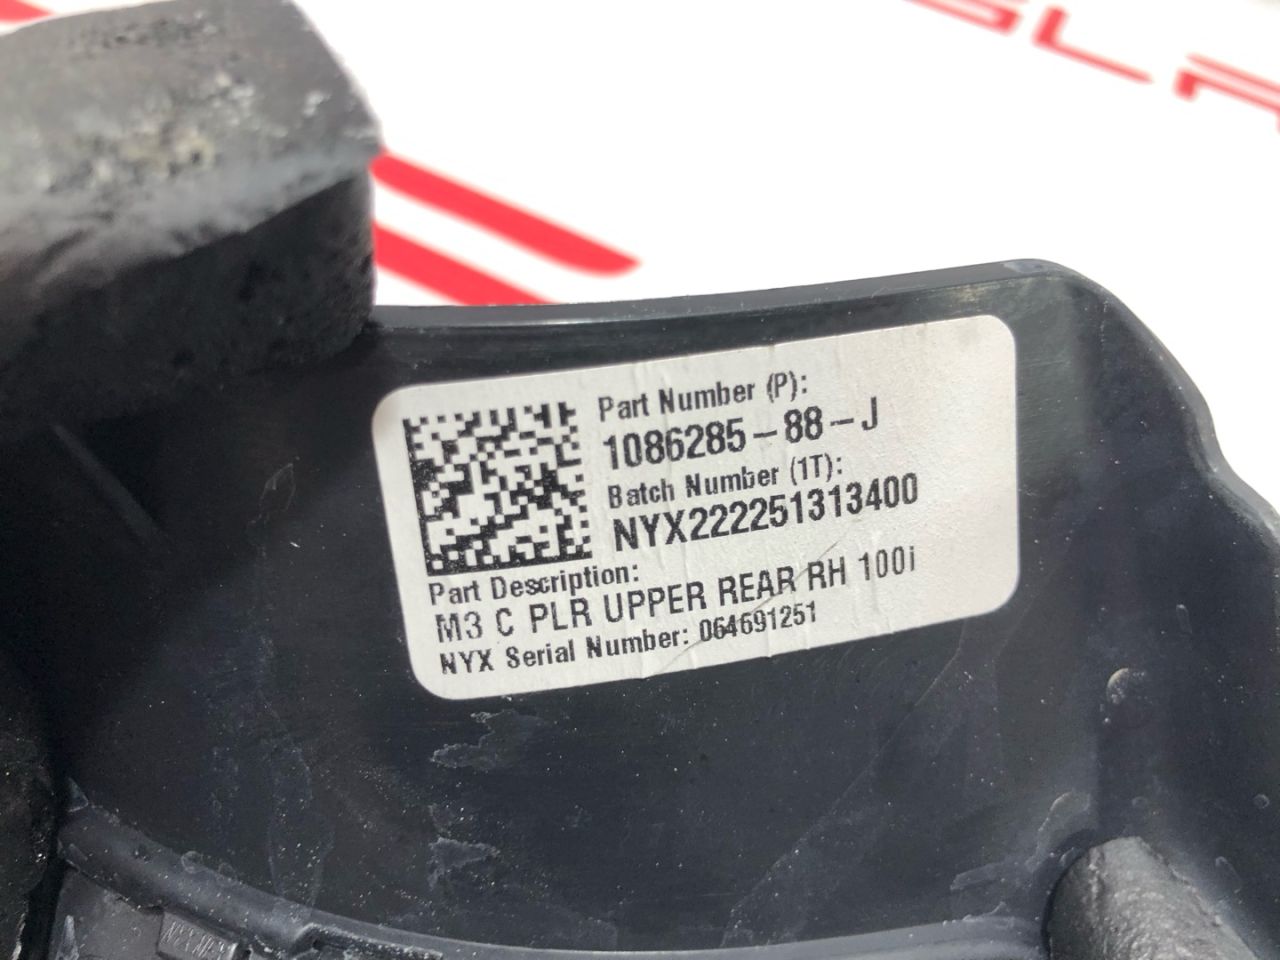 Part Number (P):
1086285-88-J
Batch Number (1T):
NYX222251313400
Part Description:
M3 C PLR UPPER REAR RH 100i
NYX Serial Number: 064691251